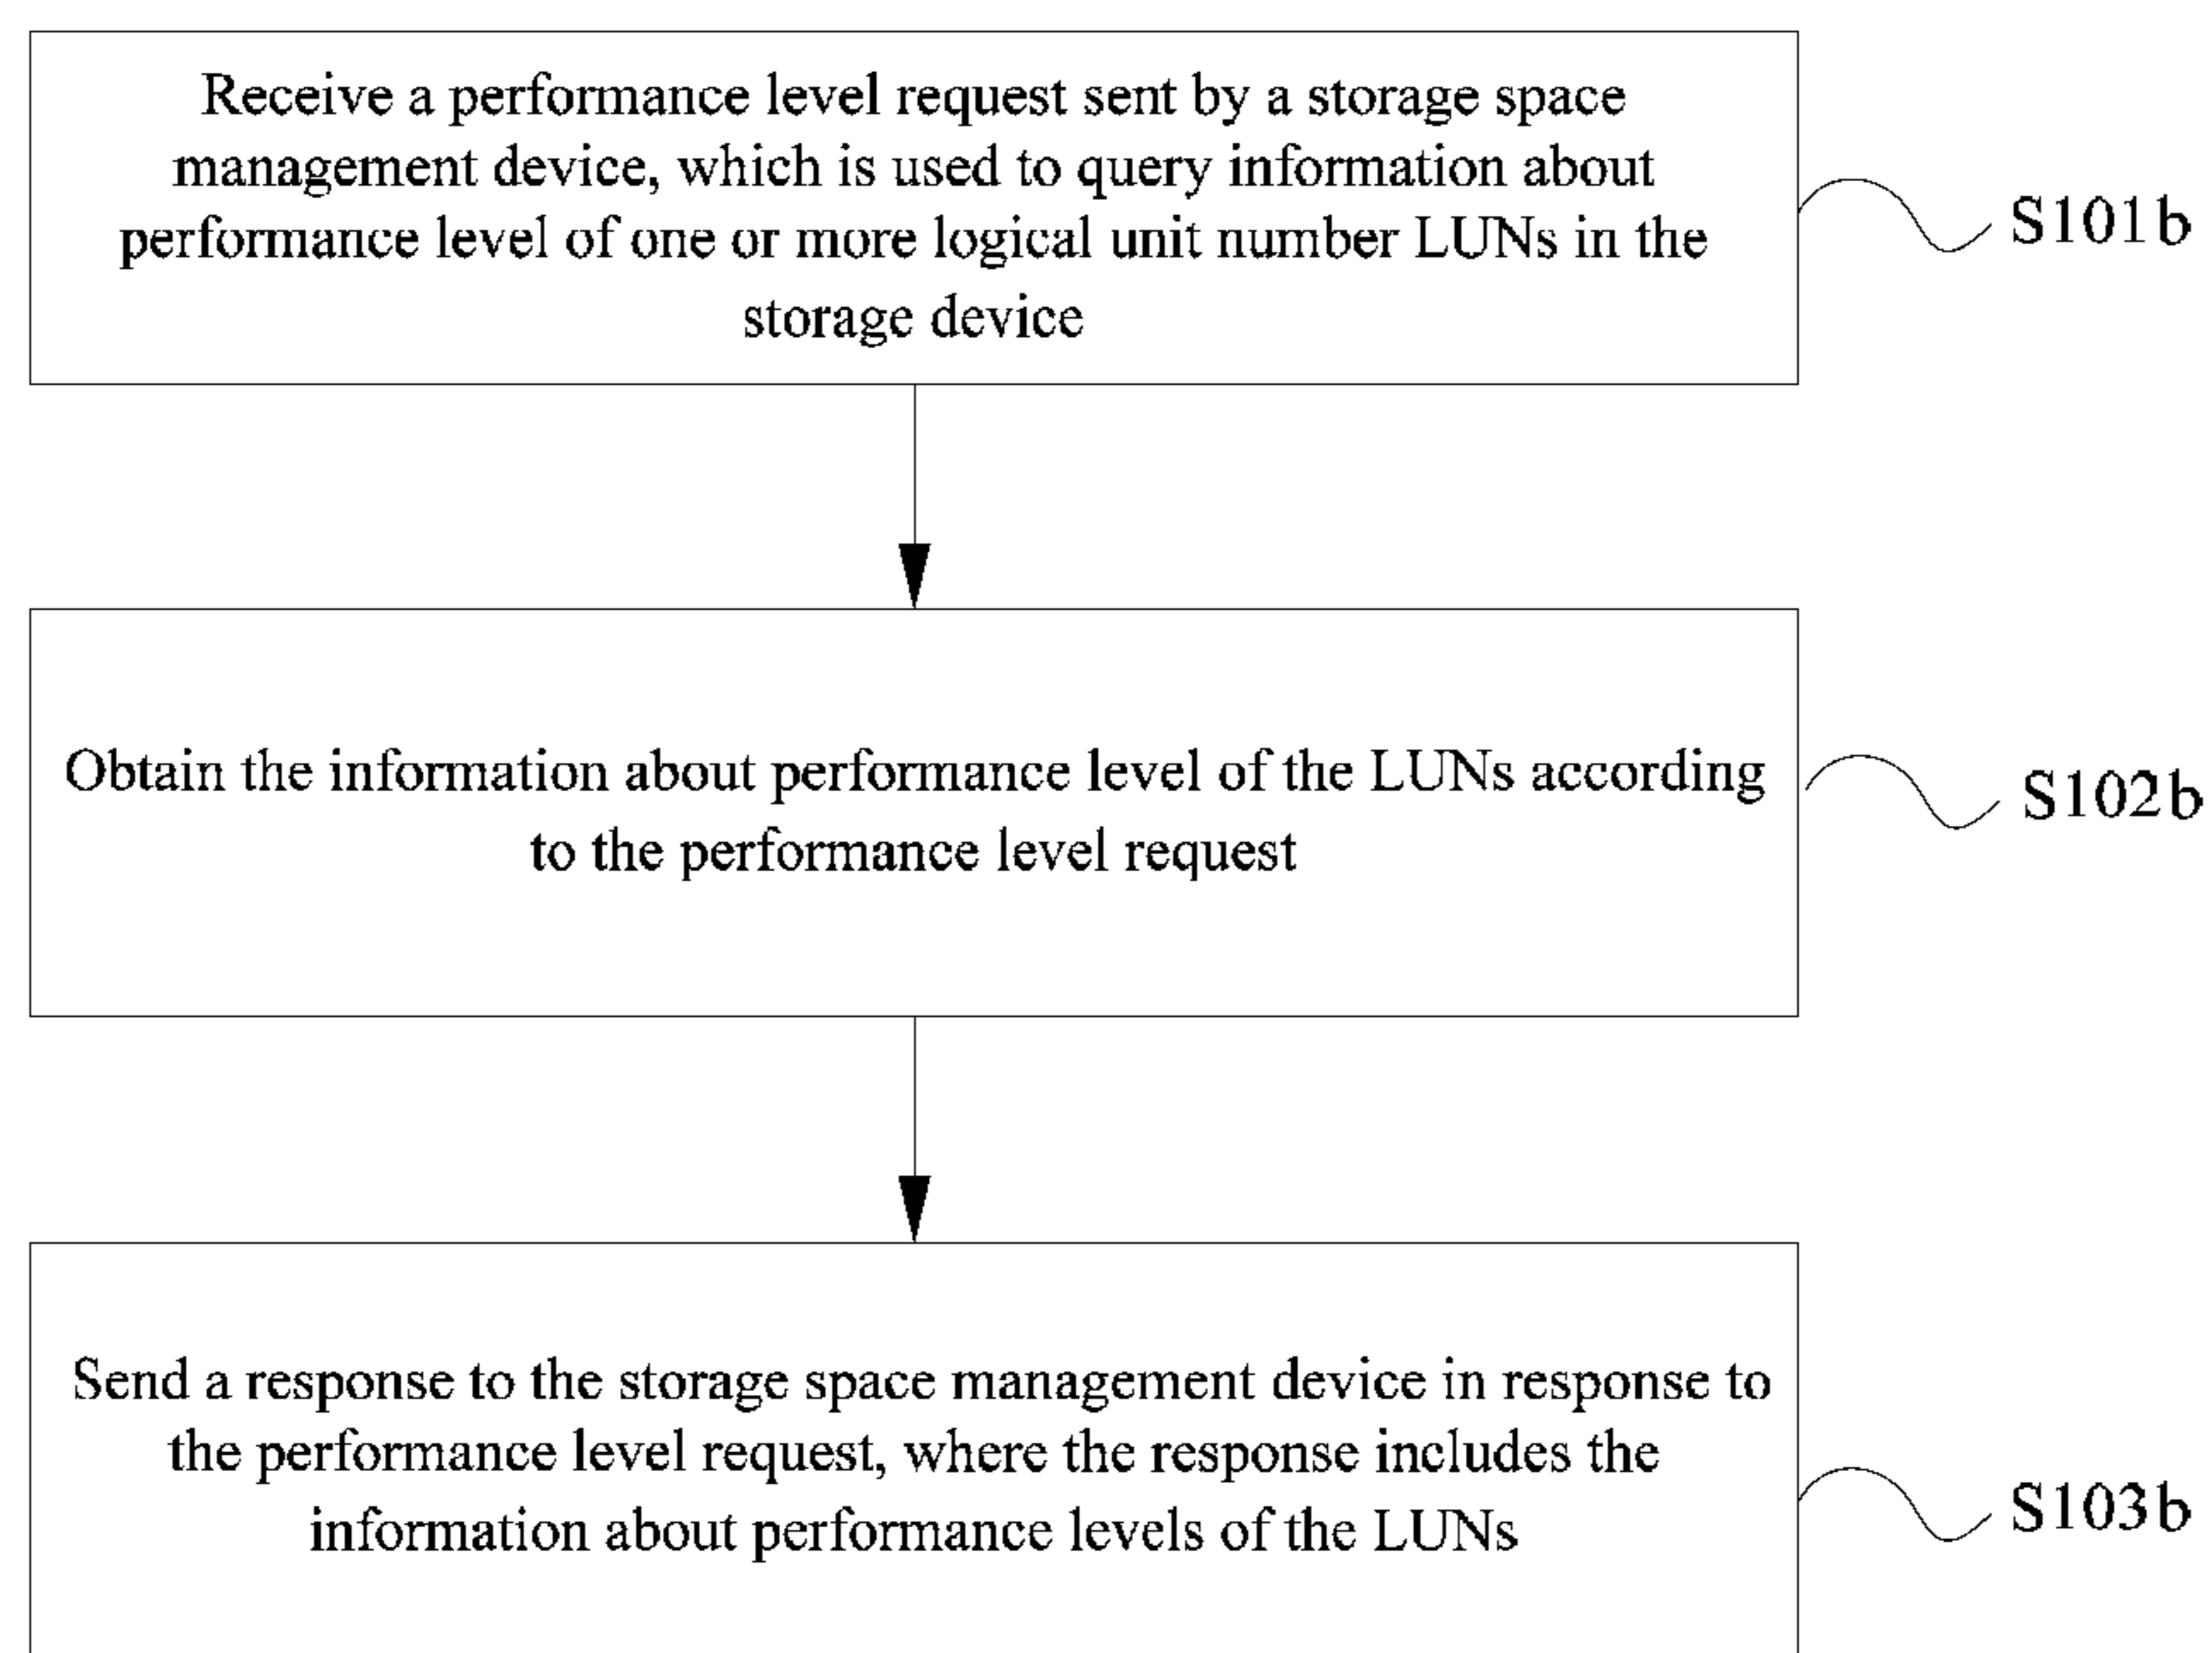 Receive a performance level request sent by a storage space
management device, which is used to query information about
performance level of one or more logical unit number LUNs in the
storage device
S101b
Obtain the information about performance level of the LUNs according
to the performance level request
S102b
Send a response to the storage space management device in response to
the performance level request, where the response includes the
information about performance levels of the LUNs
S103b